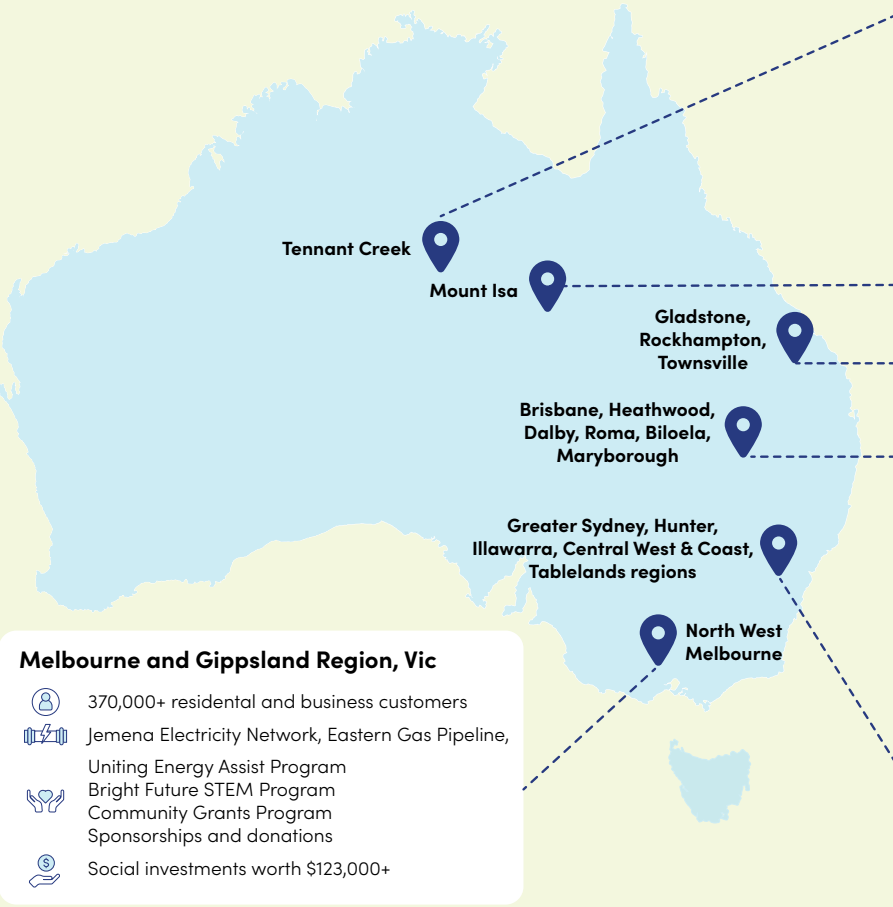 Tennant Creek
Mount Isa
Gladstone,
Rockhampton,
Townsville
Brisbane, Heathwood,
Dalby, Roma, Biloela,
Maryborough
Greater Sydney, Hunter,
Illawarra, Central West & Coast,
Tablelands regions
North West
Melbourne
Melbourne and Gippsland Region, Vic
370,000+ residental and business customers
Jemena Electricity Network, Eastern Gas Pipeline,
Uniting Energy Assist Program
Bright Future STEM Program
Community Grants Program
Sponsorships and donations
$
Social investments worth $123,000+